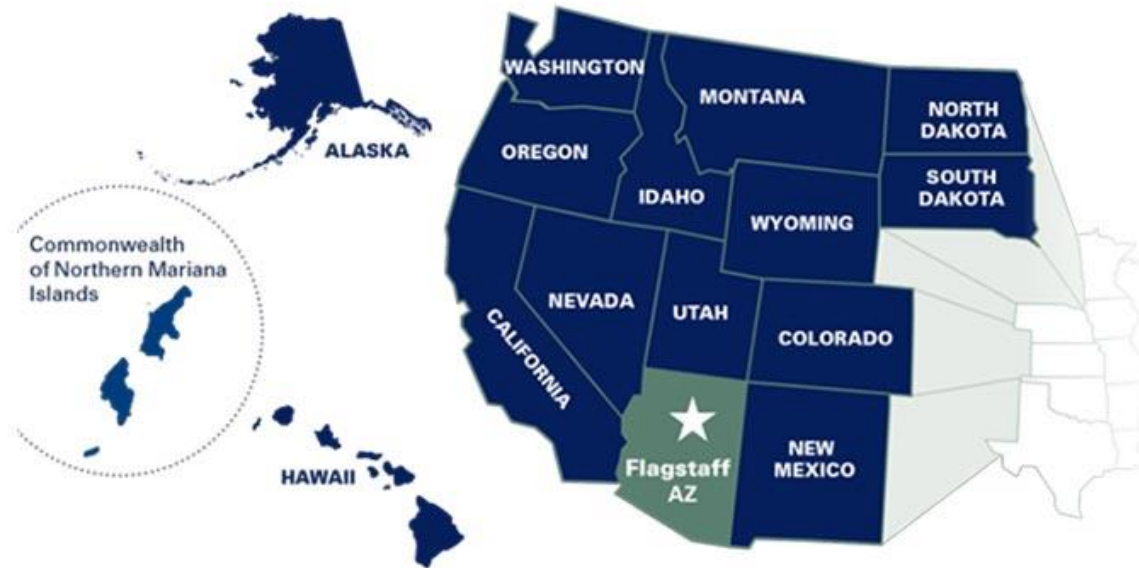 WASHINGTON
MONTANA
NORTH
DAKOTA
ALASKA
OREGON
SOUTH
DAKOTA
IDAHO
WYOMING
Commonwealth
of Northern Mariana
Islands
NEVADA
UTAH
COLORADO
CALIFORNIA
Flagstaff
AZ
NEW
MEXICO
HAWAII